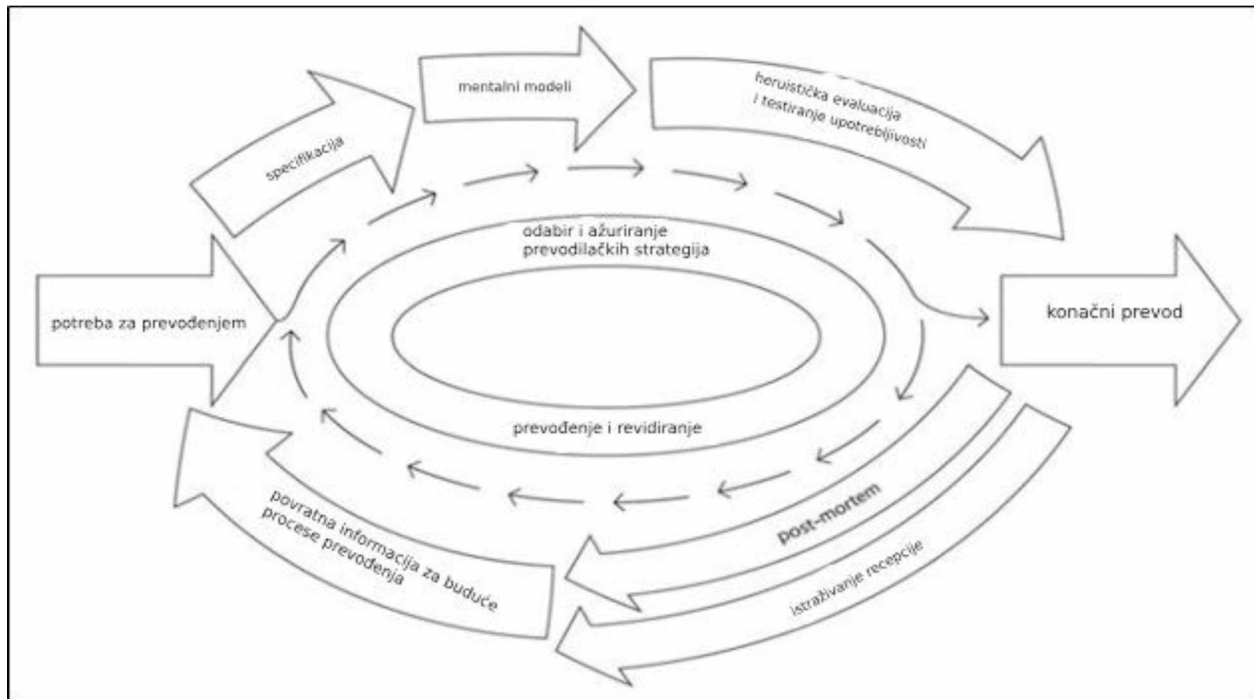 mentalni modeli
heruistička evaluacija
i testiranje upotrebljivosti
specifikacija
odabir i ažuriranje
prevodilačkih strategija
potreba za prevođenjem
konačni prevod
prevođenje i revidiranje
post-mortem
istraživanje recepcije
povratna informacija za buduće
procese prevođenja